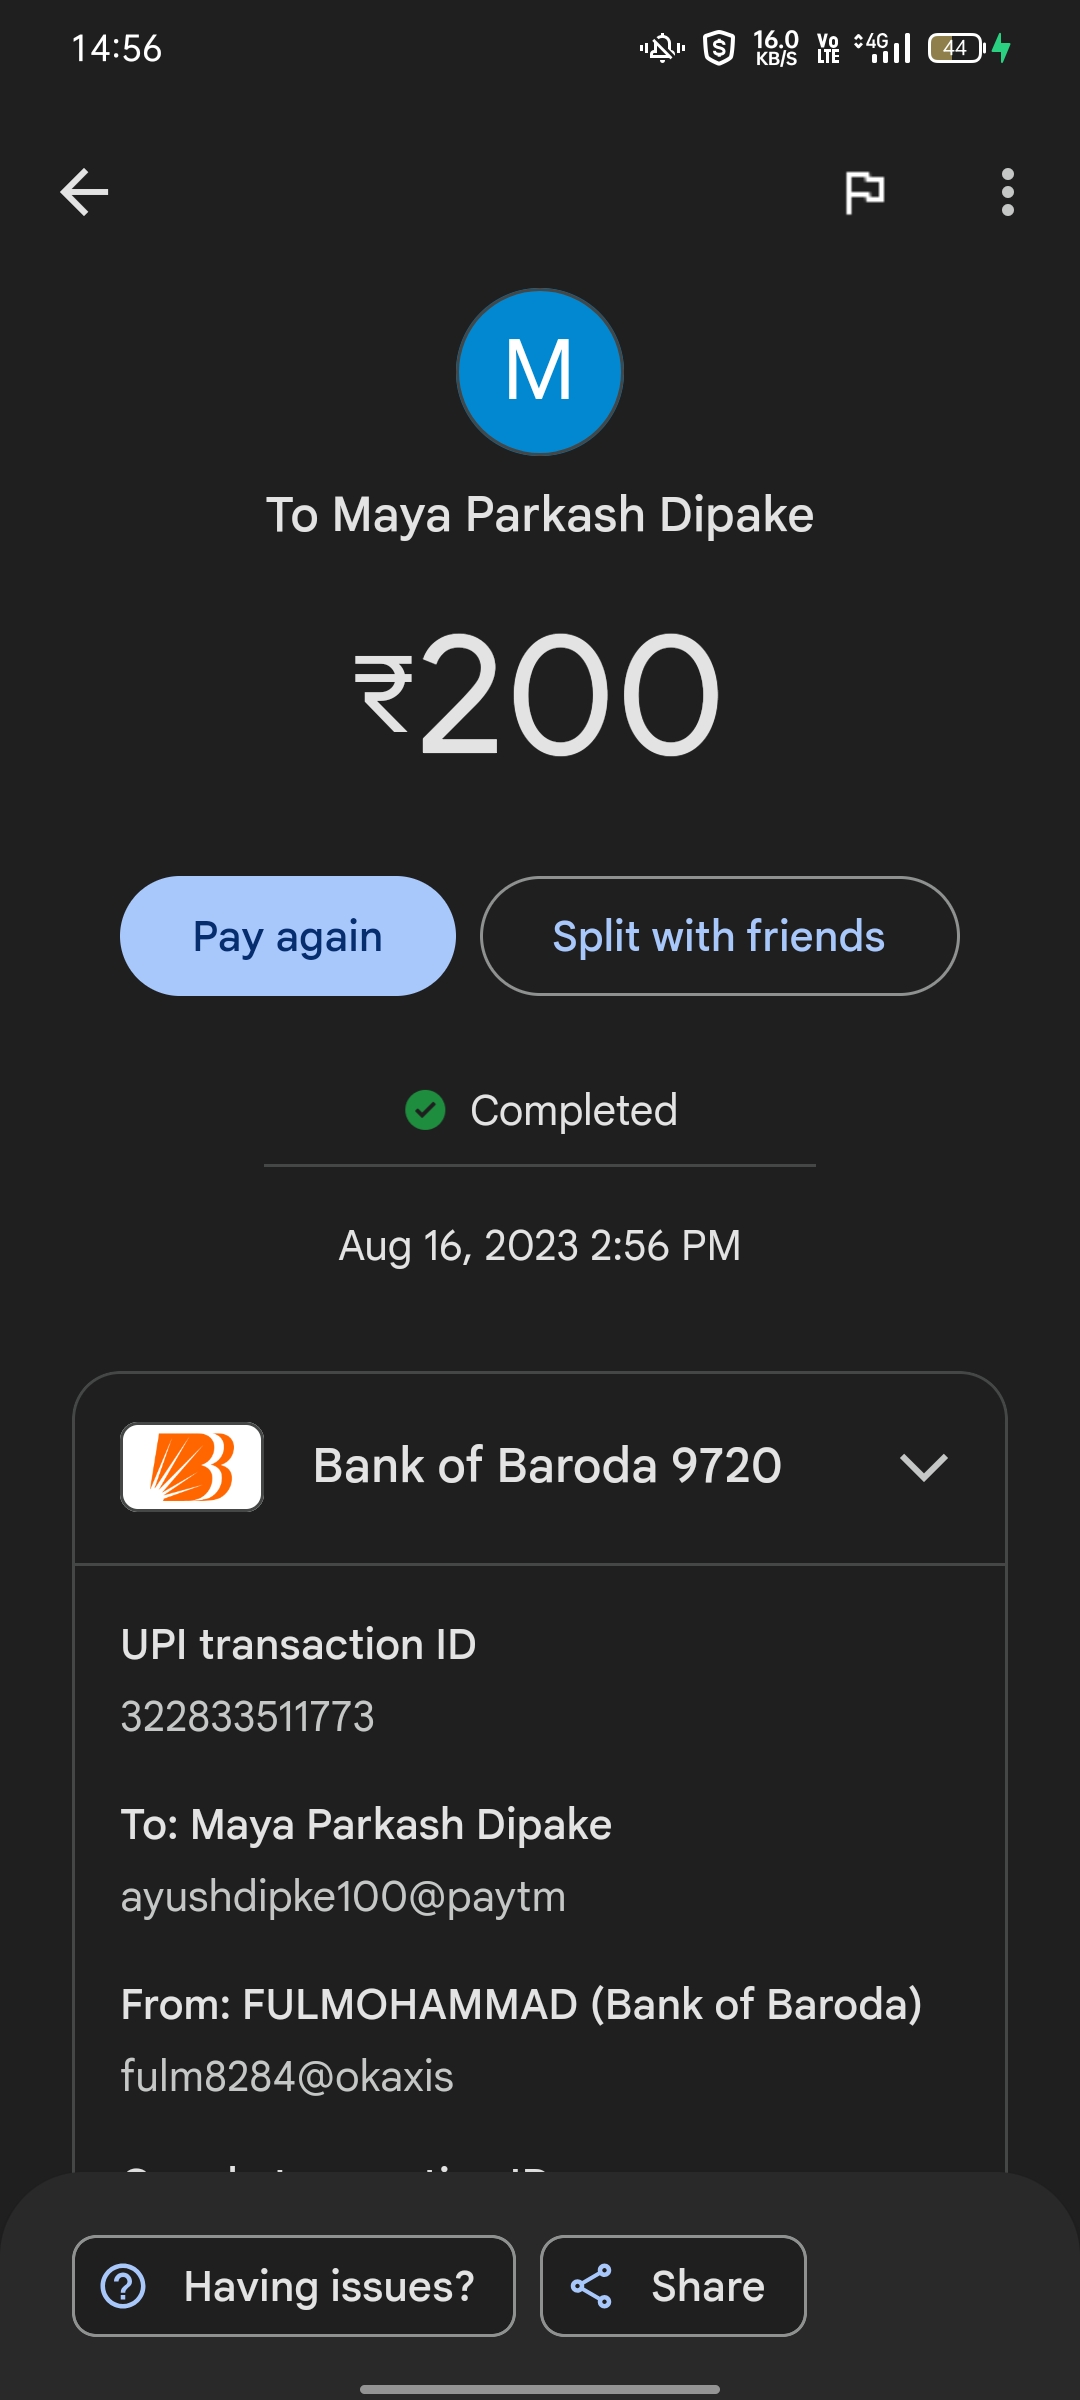 14:56
16.0
KB/S
Vo
LTE
4G
44
M
To Maya Parkash Dipake
₹200
Pay again
Split with friends
Completed
Aug 16, 2023 2:56 PM
Bank of Baroda 9720
UPI transaction ID
322833511773
To: Maya Parkash Dipake
ayushdipke100@paytm
From: FULMOHAMMAD (Bank of Baroda)
fulm8284@okaxis
Having issues?
Share